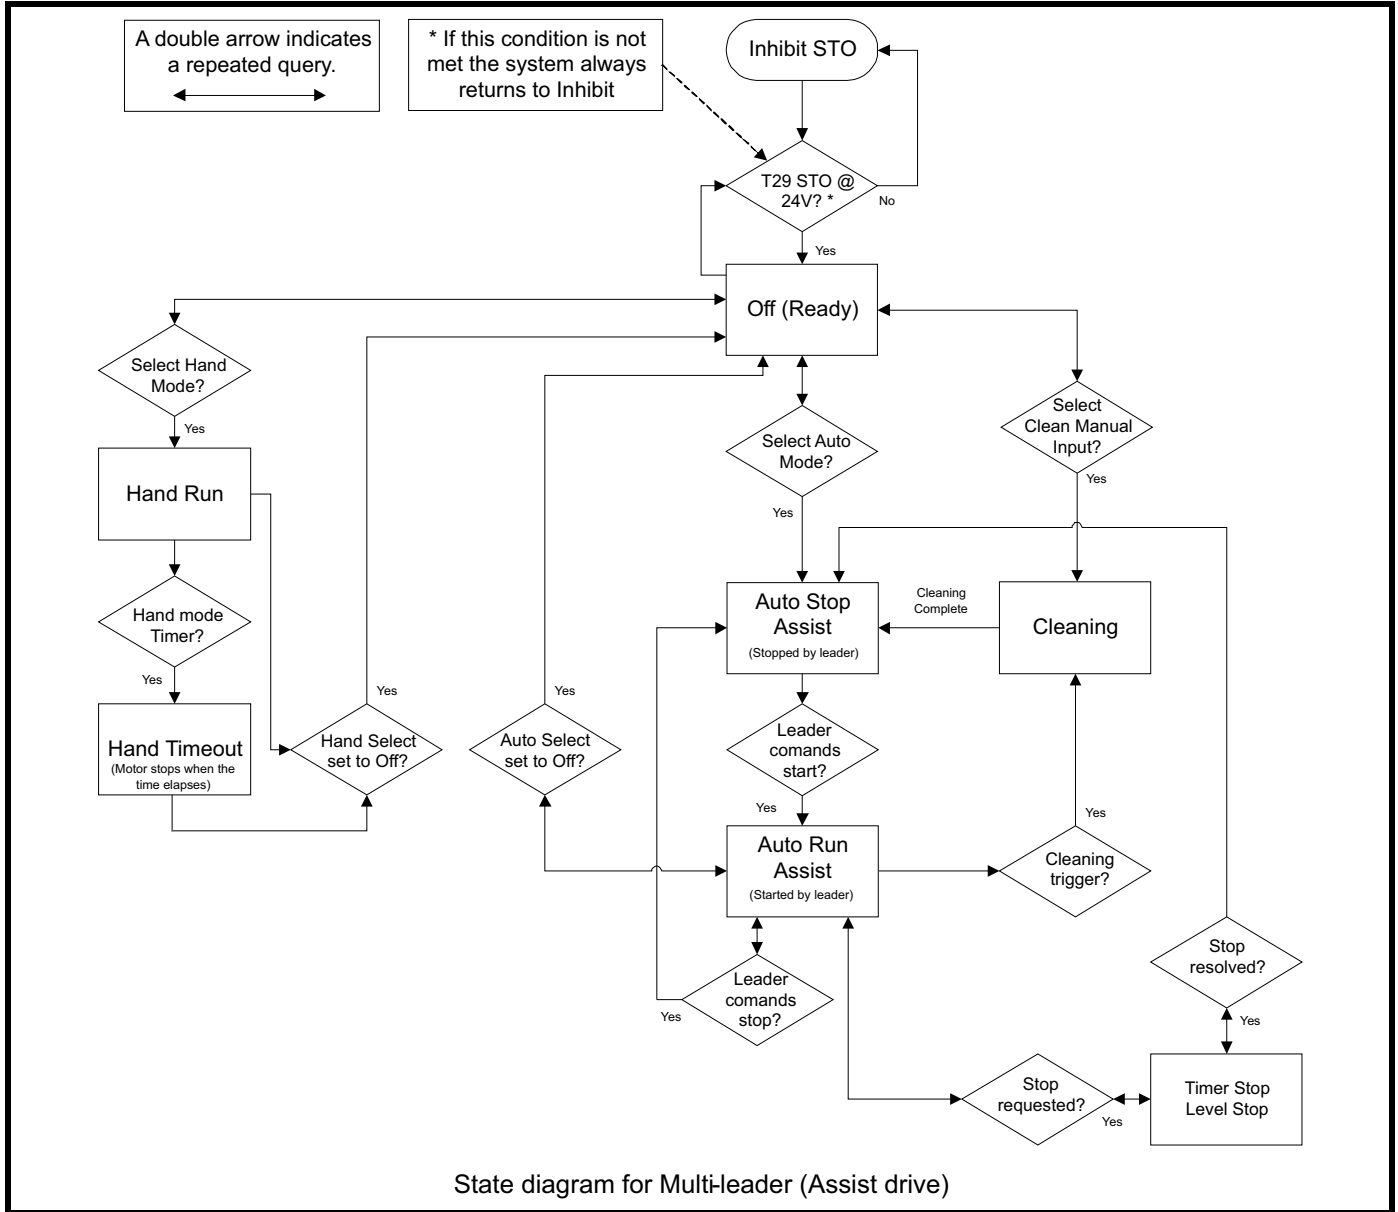 A double arrow indicates
a repeated query.
* If this condition is not
met the system always
returns to Inhibit
Inhibit STO
T29 STO @
24V? *
No
Yes
Off (Ready)
Select Hand
Mode?
Yes
Select Auto
Mode?
Yes
Select
Clean Manual
Input?
Yes
Hand Run
Hand mode
Timer?
Yes
Auto Stop
Assist
(Stopped by leader)
Cleaning
Complete
Cleaning
Hand Timeout
(Motor stops when the
time elapses)
Hand Select
set to Off?
Yes
Auto Select
set to Off?
Yes
Leader
comands
start?
Yes
Auto Run
Assist
(Started by leader)
Cleaning
trigger?
Yes
Leader
comands
stop?
Yes
Stop
resolved?
Yes
Stop
requested?
Yes
Timer Stop
Level Stop
State diagram for Multi-leader (Assist drive)